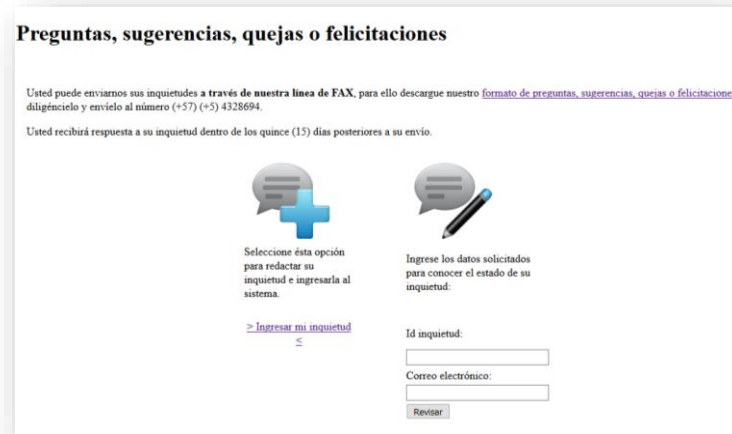 Preguntas, sugerencias, quejas o felicitaciones
Usted puede enviarnos sus inquietudes a través de nuestra línea de FAX, para ello descargue nuestro formato de preguntas, sugerencias, quejas o felicitacione
diligéncielo y envíelo al número (+57) (+5) 4328694.
Usted recibirá respuesta a su inquietud dentro de los quince (15) días posteriores a su envío.
Seleccione ésta opción
para redactar su
inquietud e ingresarla al
sistema.
> Ingresar mi inquietud
<
Ingrese los datos solicitados
para conocer el estado de su
inquietud:
Id inquietud:
Correo electrónico:
Revisar